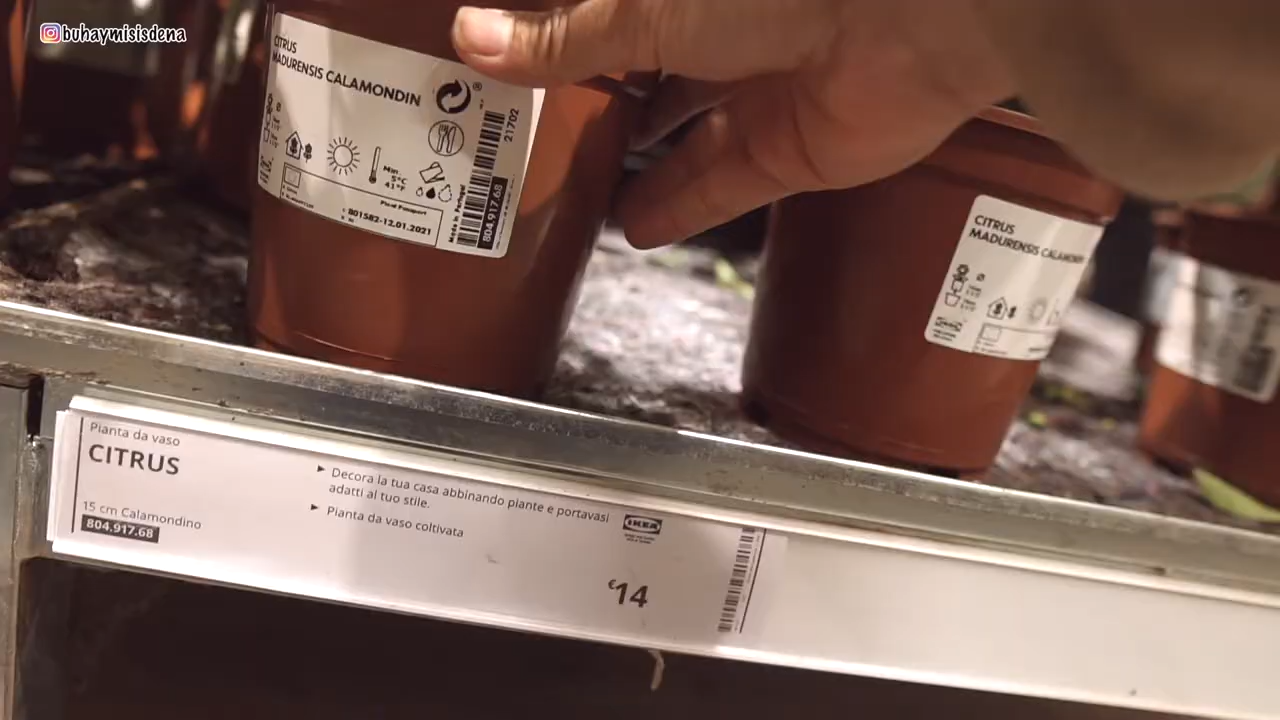 buhaymisisdena
CITRUS
MADURENSIS CALAMONDIN
21702
Min.
5°C
41°F
Plant Passport
801582-12.01.2021
Made in Portugal
804.917.68
CITRUS
MADURENSIS CALAMONDIN
Pianta da vaso
CITRUS
15 cm Calamondino
804.917.68
Decora la tua casa abbinando piante e portavasi
adatti al tuo stile.
Pianta da vaso coltivata
IKEA
€14